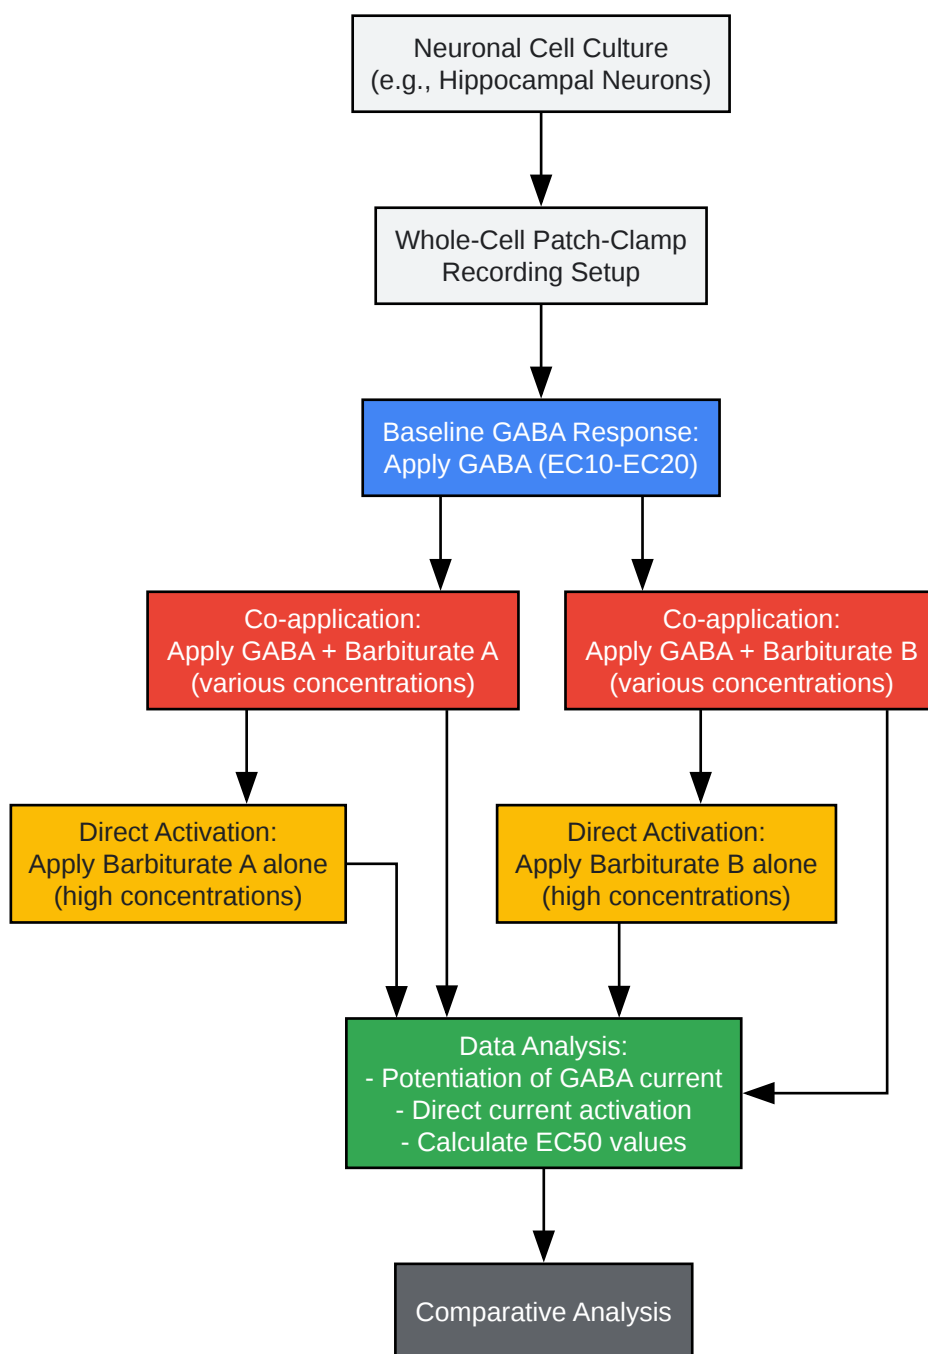 Neuronal Cell Culture
(e.g., Hippocampal Neurons)
Whole-Cell Patch-Clamp
Recording Setup
Baseline GABA Response:
Apply GABA (EC10-EC20)
Co-application:
Apply GABA + Barbiturate A
(various concentrations)
Co-application:
Apply GABA + Barbiturate B
(various concentrations)
Direct Activation:
Apply Barbiturate A alone
(high concentrations)
Direct Activation:
Apply Barbiturate B alone
(high concentrations)
Data Analysis:
- Potentiation of GABA current
- Direct current activation
- Calculate EC50 values
Comparative Analysis